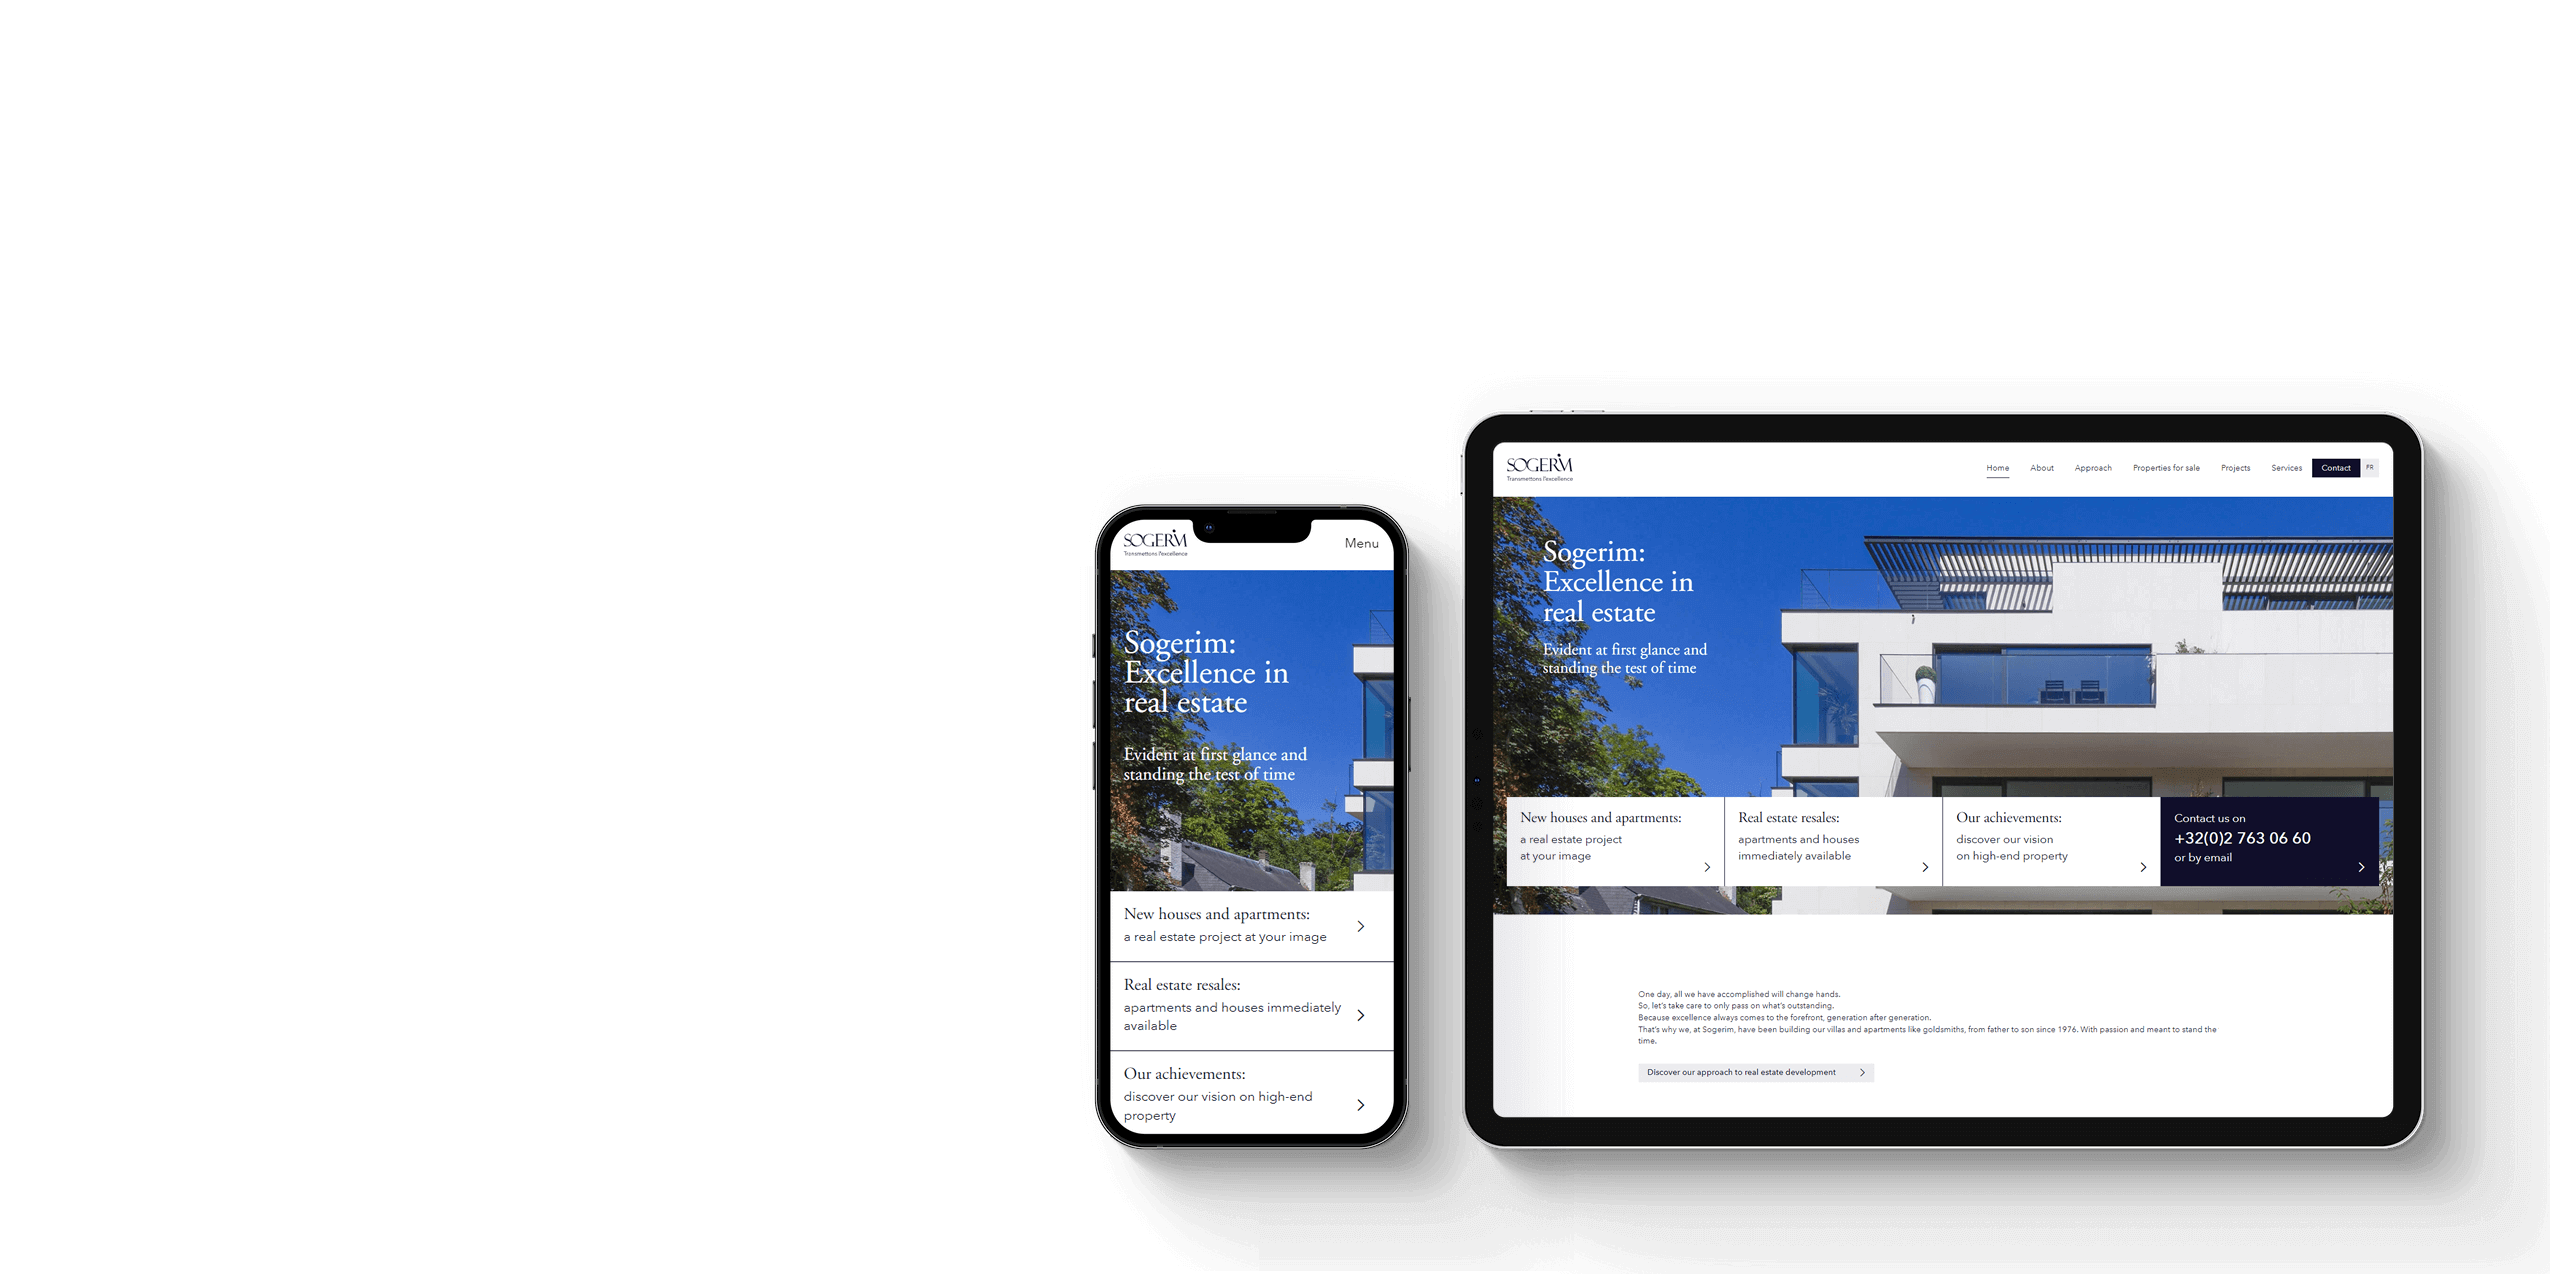 SOGERIM
Transmettons l'excellence
Menu
Sogerim:
Excellence in
real estate
Evident at first glance and
standing the test of time
New houses and apartments:
a real estate project at your image
Real estate resales:
apartments and houses immediately
available
Our achievements:
discover our vision on high-end
property
SOGERIM
Transmettons l'excellence
Home About Approach Properties for sale Projects Services Contact FR
Sogerim:
Excellence in
real estate
Evident at first glance and
standing the test of time
New houses and apartments:
a real estate project
at your image
Real estate resales:
apartments and houses
immediately available
Our achievements:
discover our vision
on high-end property
Contact us on
+32(0)2 763 06 60
or by email
One day, all we have accomplished will change hands.
So, let's take care to only pass on what's outstanding.
Because excellence always comes to the forefront, generation after generation.
That's why we, at Sogerim, have been building our villas and apartments like goldsmiths, from father to son since 1976. With passion and meant to stand the
time.
Discover our approach to real estate development